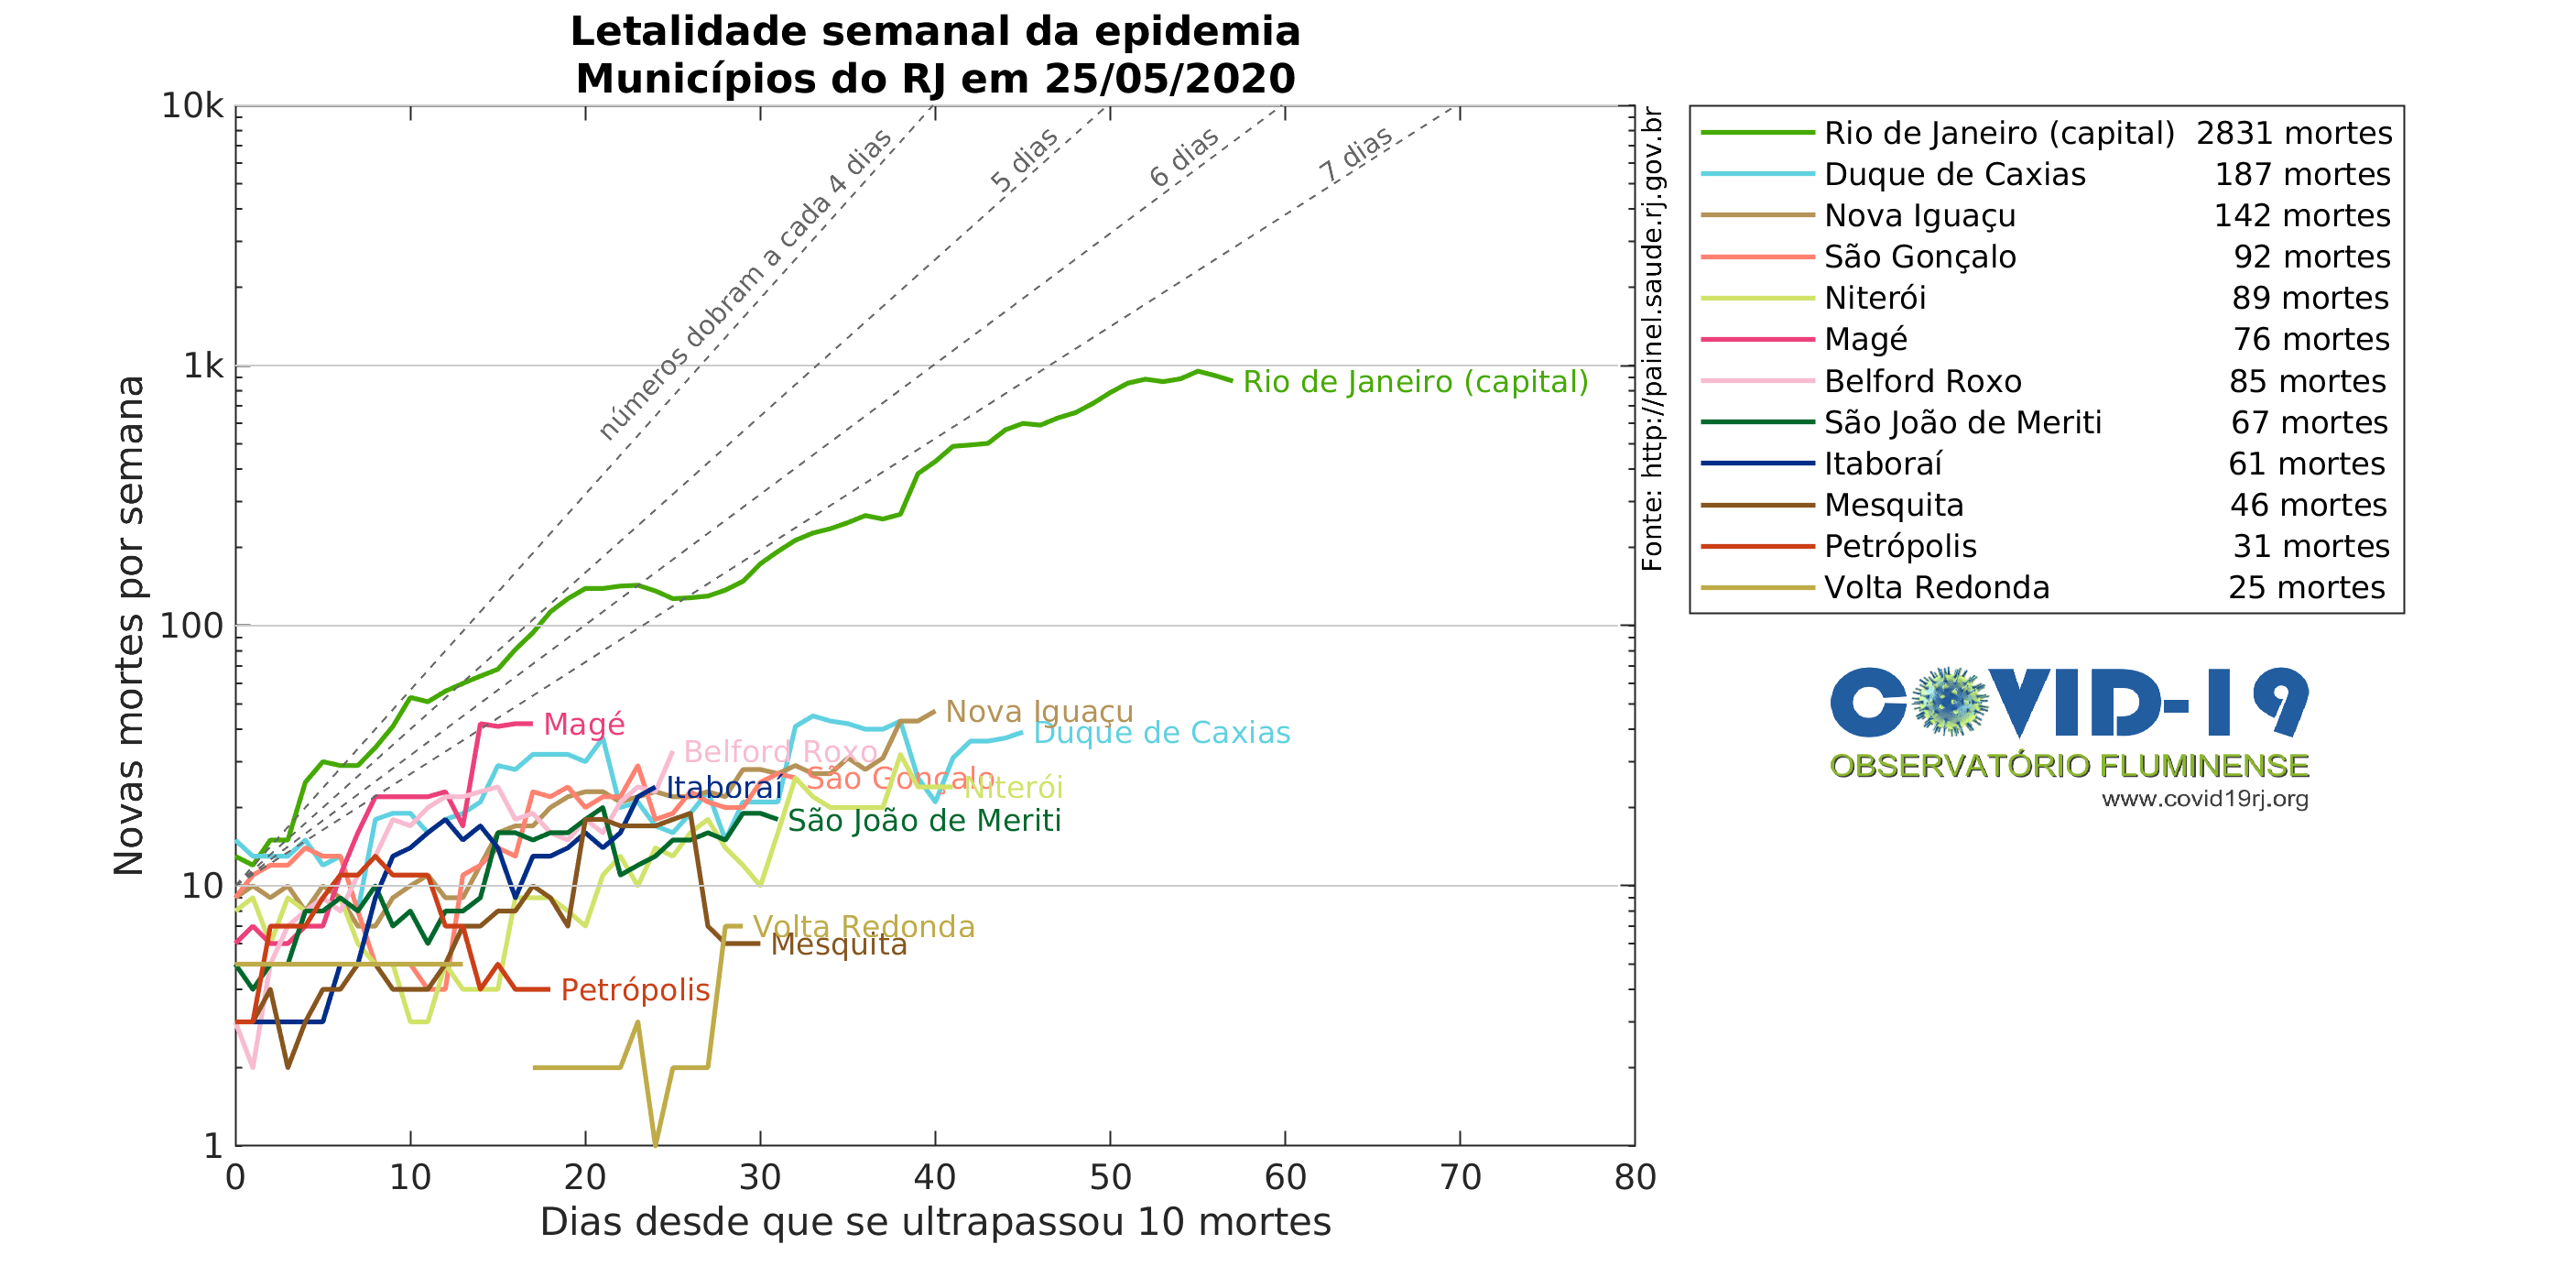 Letalidade semanal da epidemia
Municípios do RJ em 25/05/2020
Novas mortes por semana
10k
1k
100
10
1
0 10 20 30 40 50 60 70 80
Dias desde que se ultrapassou 10 mortes
números dobram a cada 4 dias
5 dias
6 dias
7 dias
Rio de Janeiro (capital)
Nova Iguaçu
Magé
Duque de Caxias
Belford Roxo
São Gonçalo
Itaboraí
Niterói
São João de Meriti
Volta Redonda
Mesquita
Petrópolis
Fonte: http://painel.saude.rj.gov.br
Rio de Janeiro (capital) 2831 mortes
Duque de Caxias 187 mortes
Nova Iguaçu 142 mortes
São Gonçalo 92 mortes
Niterói 89 mortes
Magé 76 mortes
Belford Roxo 85 mortes
São João de Meriti 67 mortes
Itaboraí 61 mortes
Mesquita 46 mortes
Petrópolis 31 mortes
Volta Redonda 25 mortes
COVID-19
OBSERVATÓRIO FLUMINENSE
www.covid19rj.org